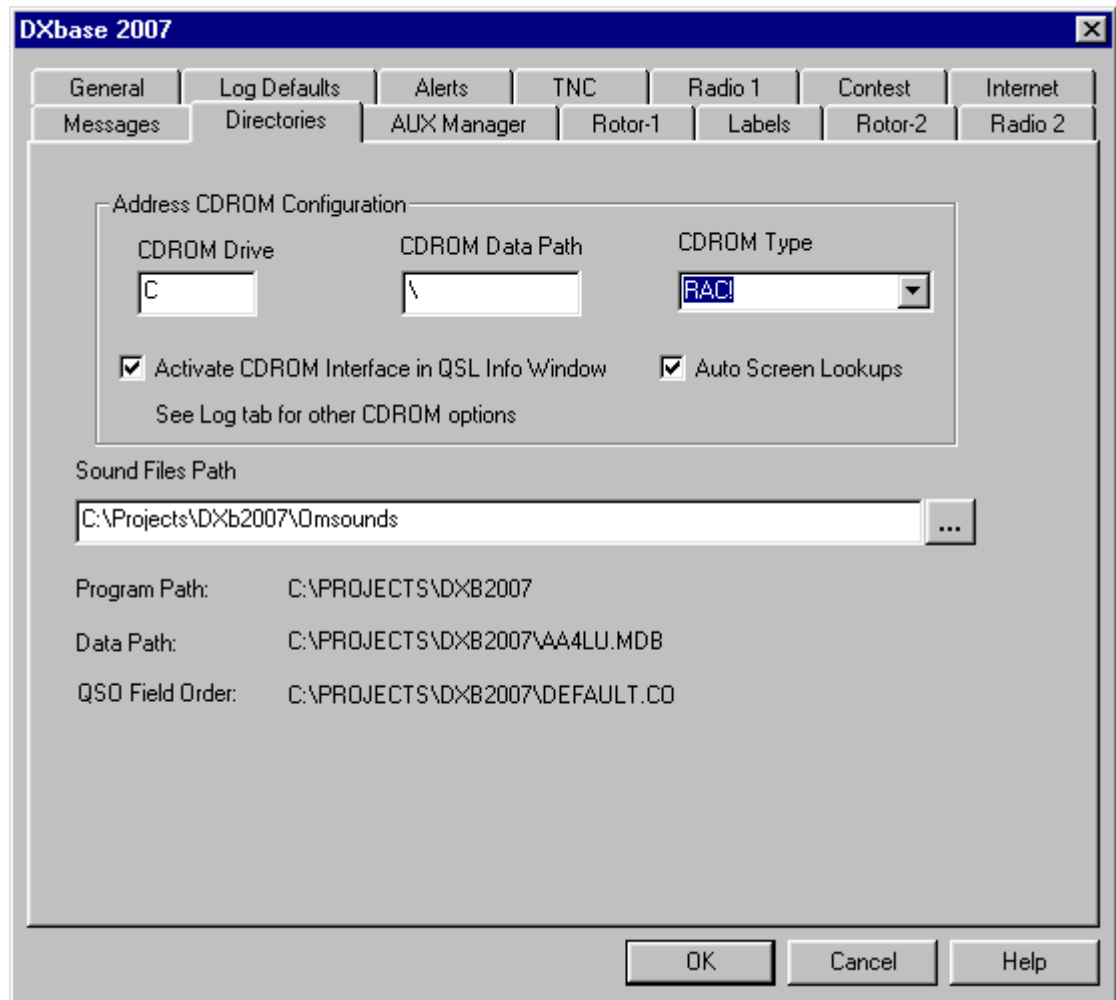 DXbase 2007
General Log Defaults Alerts TNC Radio 1 Contest Internet
Messages Directories AUX Manager Rotor-1 Labels Rotor-2 Radio 2
Address CDROM Configuration
CDROM Drive CDROM Data Path CDROM Type
C \ RAC!
Activate CDROM Interface in QSL Info Window Auto Screen Lookups
See Log tab for other CDROM options
Sound Files Path
C:\Projects\DXb2007\Omsounds ...
Program Path: C:\PROJECTS\DXB2007
Data Path: C:\PROJECTS\DXB2007\AA4LU.MDB
QSO Field Order: C:\PROJECTS\DXB2007\DEFAULT.CO
OK Cancel Help